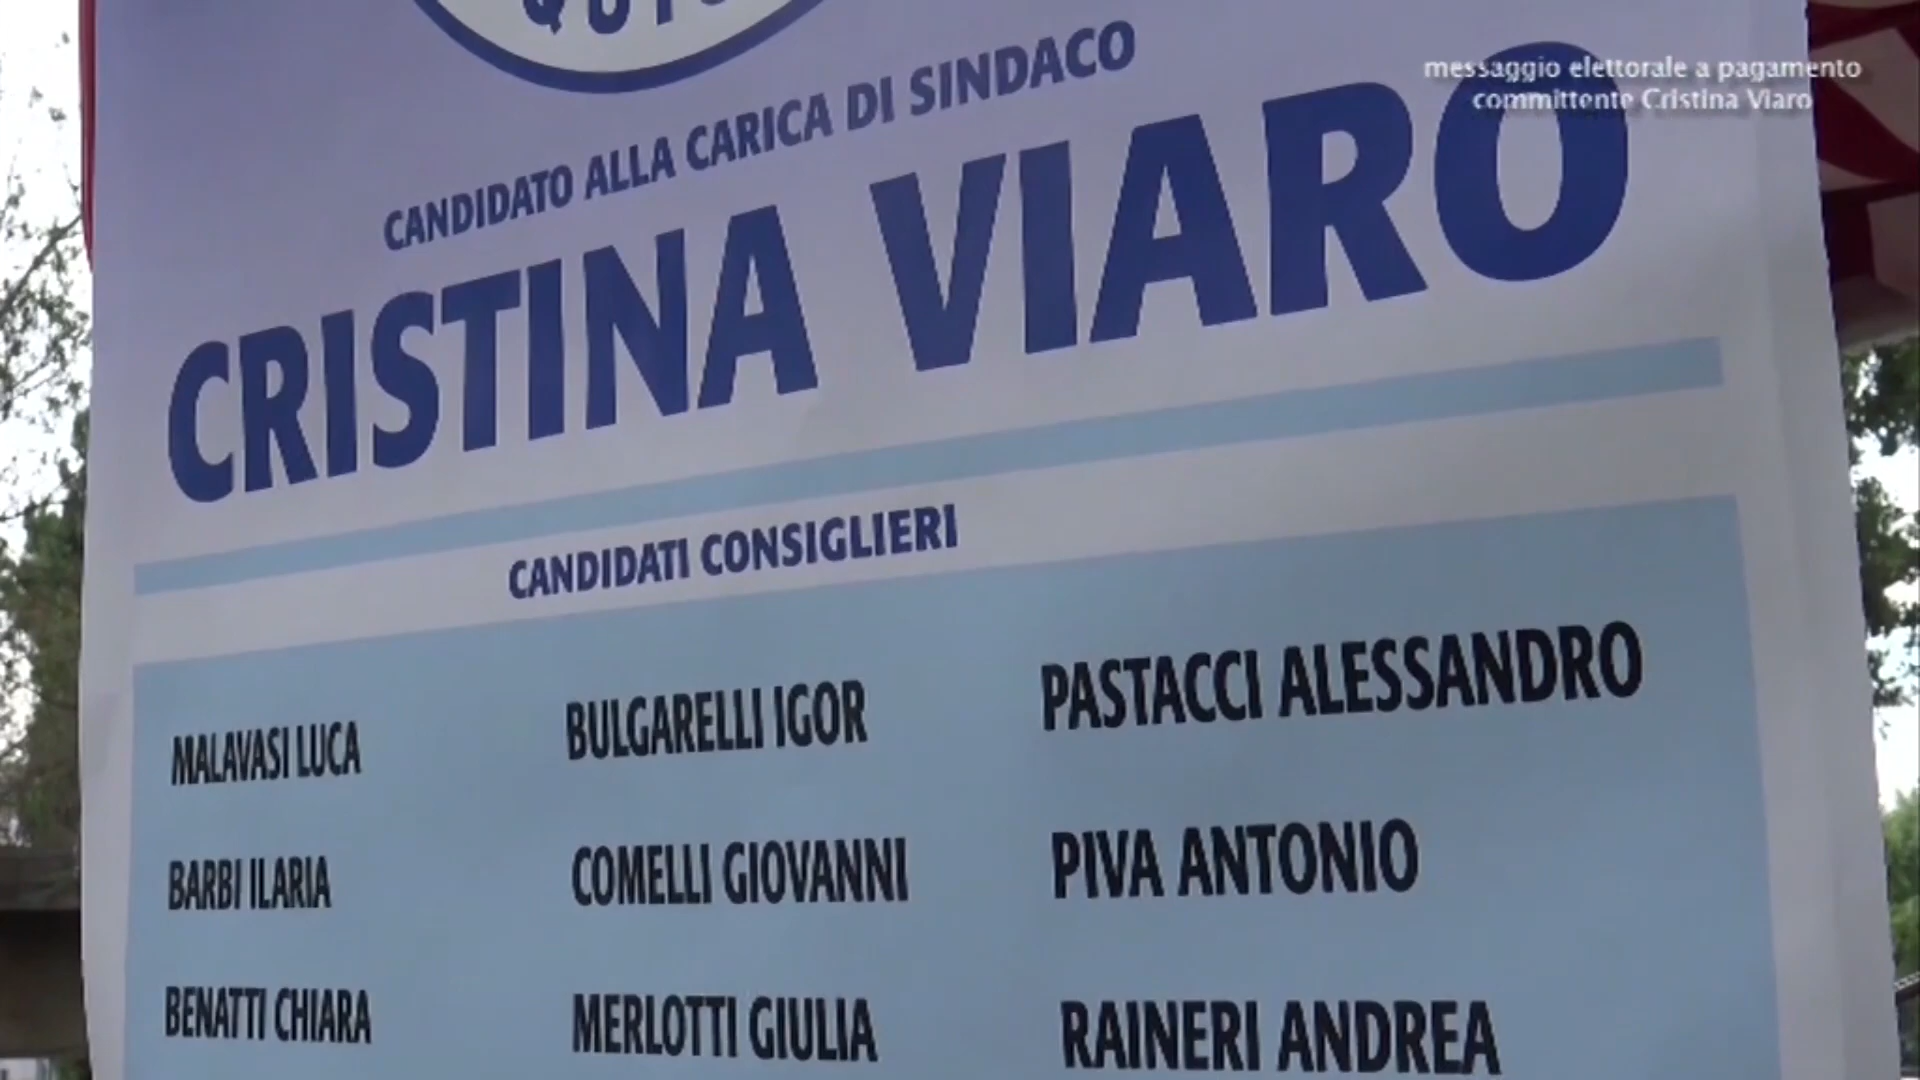 messaggio elettorale a pagamento
committente Cristina Viaro
CANDIDATO ALLA CARICA DI SINDACO
CRISTINA VIARO
CANDIDATI CONSIGLIERI
MALAVASI LUCA
BULGARELLI IGOR
PASTACCI ALESSANDRO
BARBI ILARIA
COMELLI GIOVANNI
PIVA ANTONIO
BENATTI CHIARA
MERLOTTI GIULIA
RAINERI ANDREA